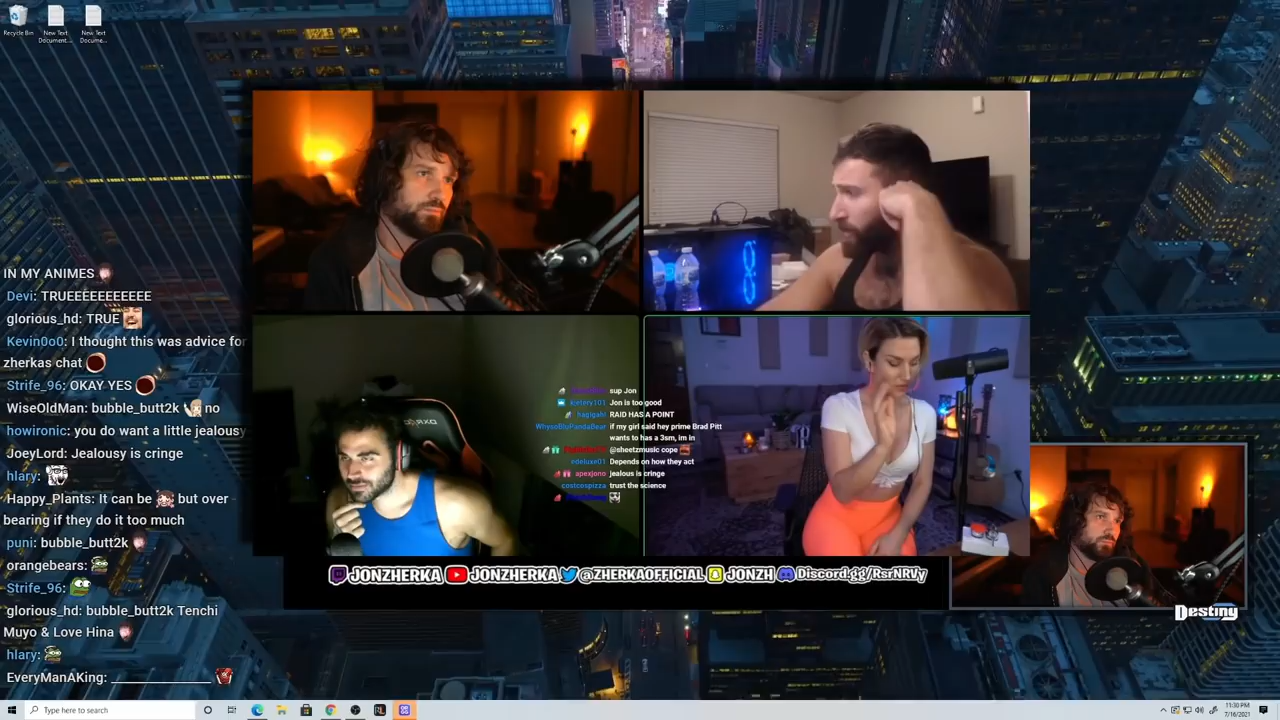 Recycle Bin
New Text
Document...
New Text
Docume...
IN MY ANIMES
Devi: TRUEEEEEEEEEEE
glorious_hd: TRUE
Kevin0o0: I thought this was advice for
zherkas chat
Strife_96: OKAY YES
WiseOldMan: bubble_butt2k no
howironic: you do want a little jealousy
JoeyLord: Jealousy is cringe
hlary:
Happy_Plants: It can be but over
bearing if they do it too much
puni: bubble_butt2k
orangebears:
Strife_96:
glorious_hd: bubble_butt2k Tenchi
Muyo & Love Hina
hlary:
EveryManAKing: _______________
sup Jon
Jon is too good
hagigahi RAID HAS A POINT
WhysoBluPandaBear if my girl said hey prime Brad Pitt
wants to has a 3sm, im in
@sheetzmusic cope
edeluxe01 Depends on how they act
apexjono jealous is cringe
costcospizza trust the science
JONZHERKA JONZHERKA @ZHERKAOFFICIAL JONZH Discord.gg/RsrNRVy
Destiny
Type here to search
11:30 PM
7/16/2021